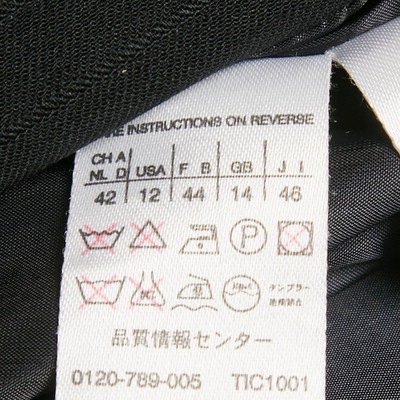 INSTRUCTIONS ON REVERSE
CH A USA F B GB J I
NL D
42 12 44 14 46
P
タンブラー
品質情報センター
0120-789-005 TIC1001